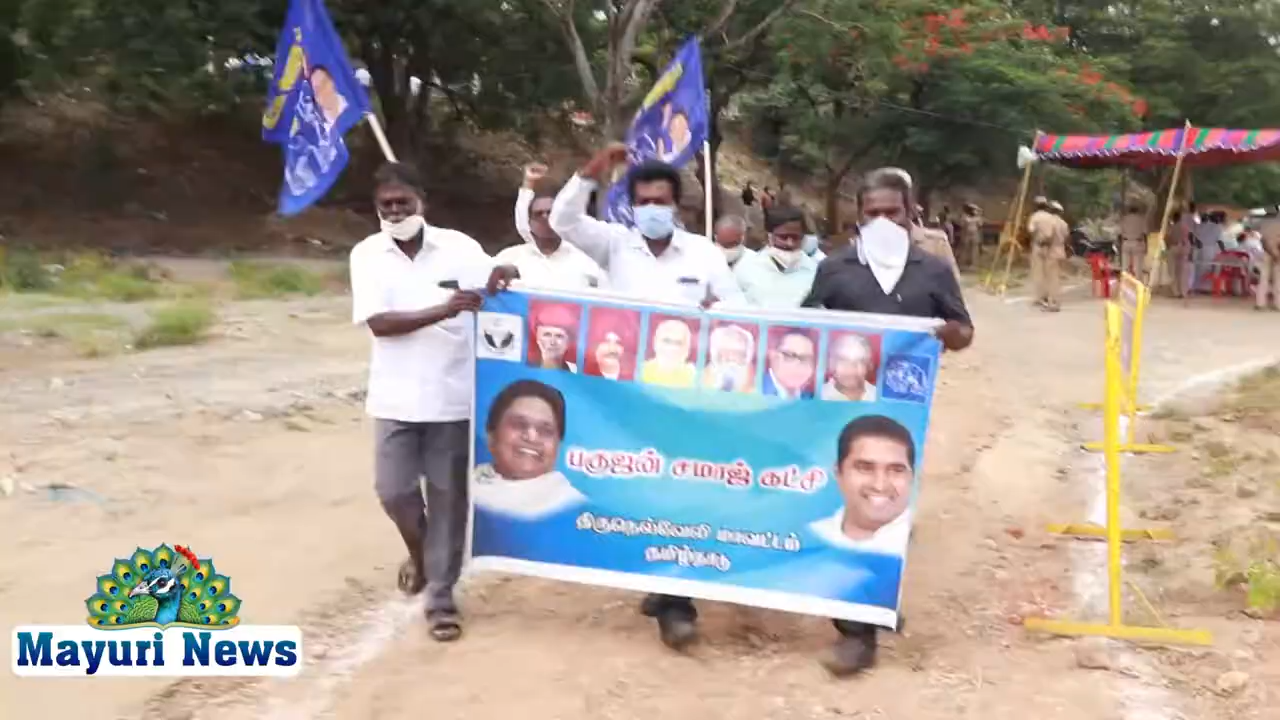 பகுஜன் சமாஜ் கட்சி
திருநெல்வேலி மாவட்டம்
தமிழ்நாடு
Mayuri News